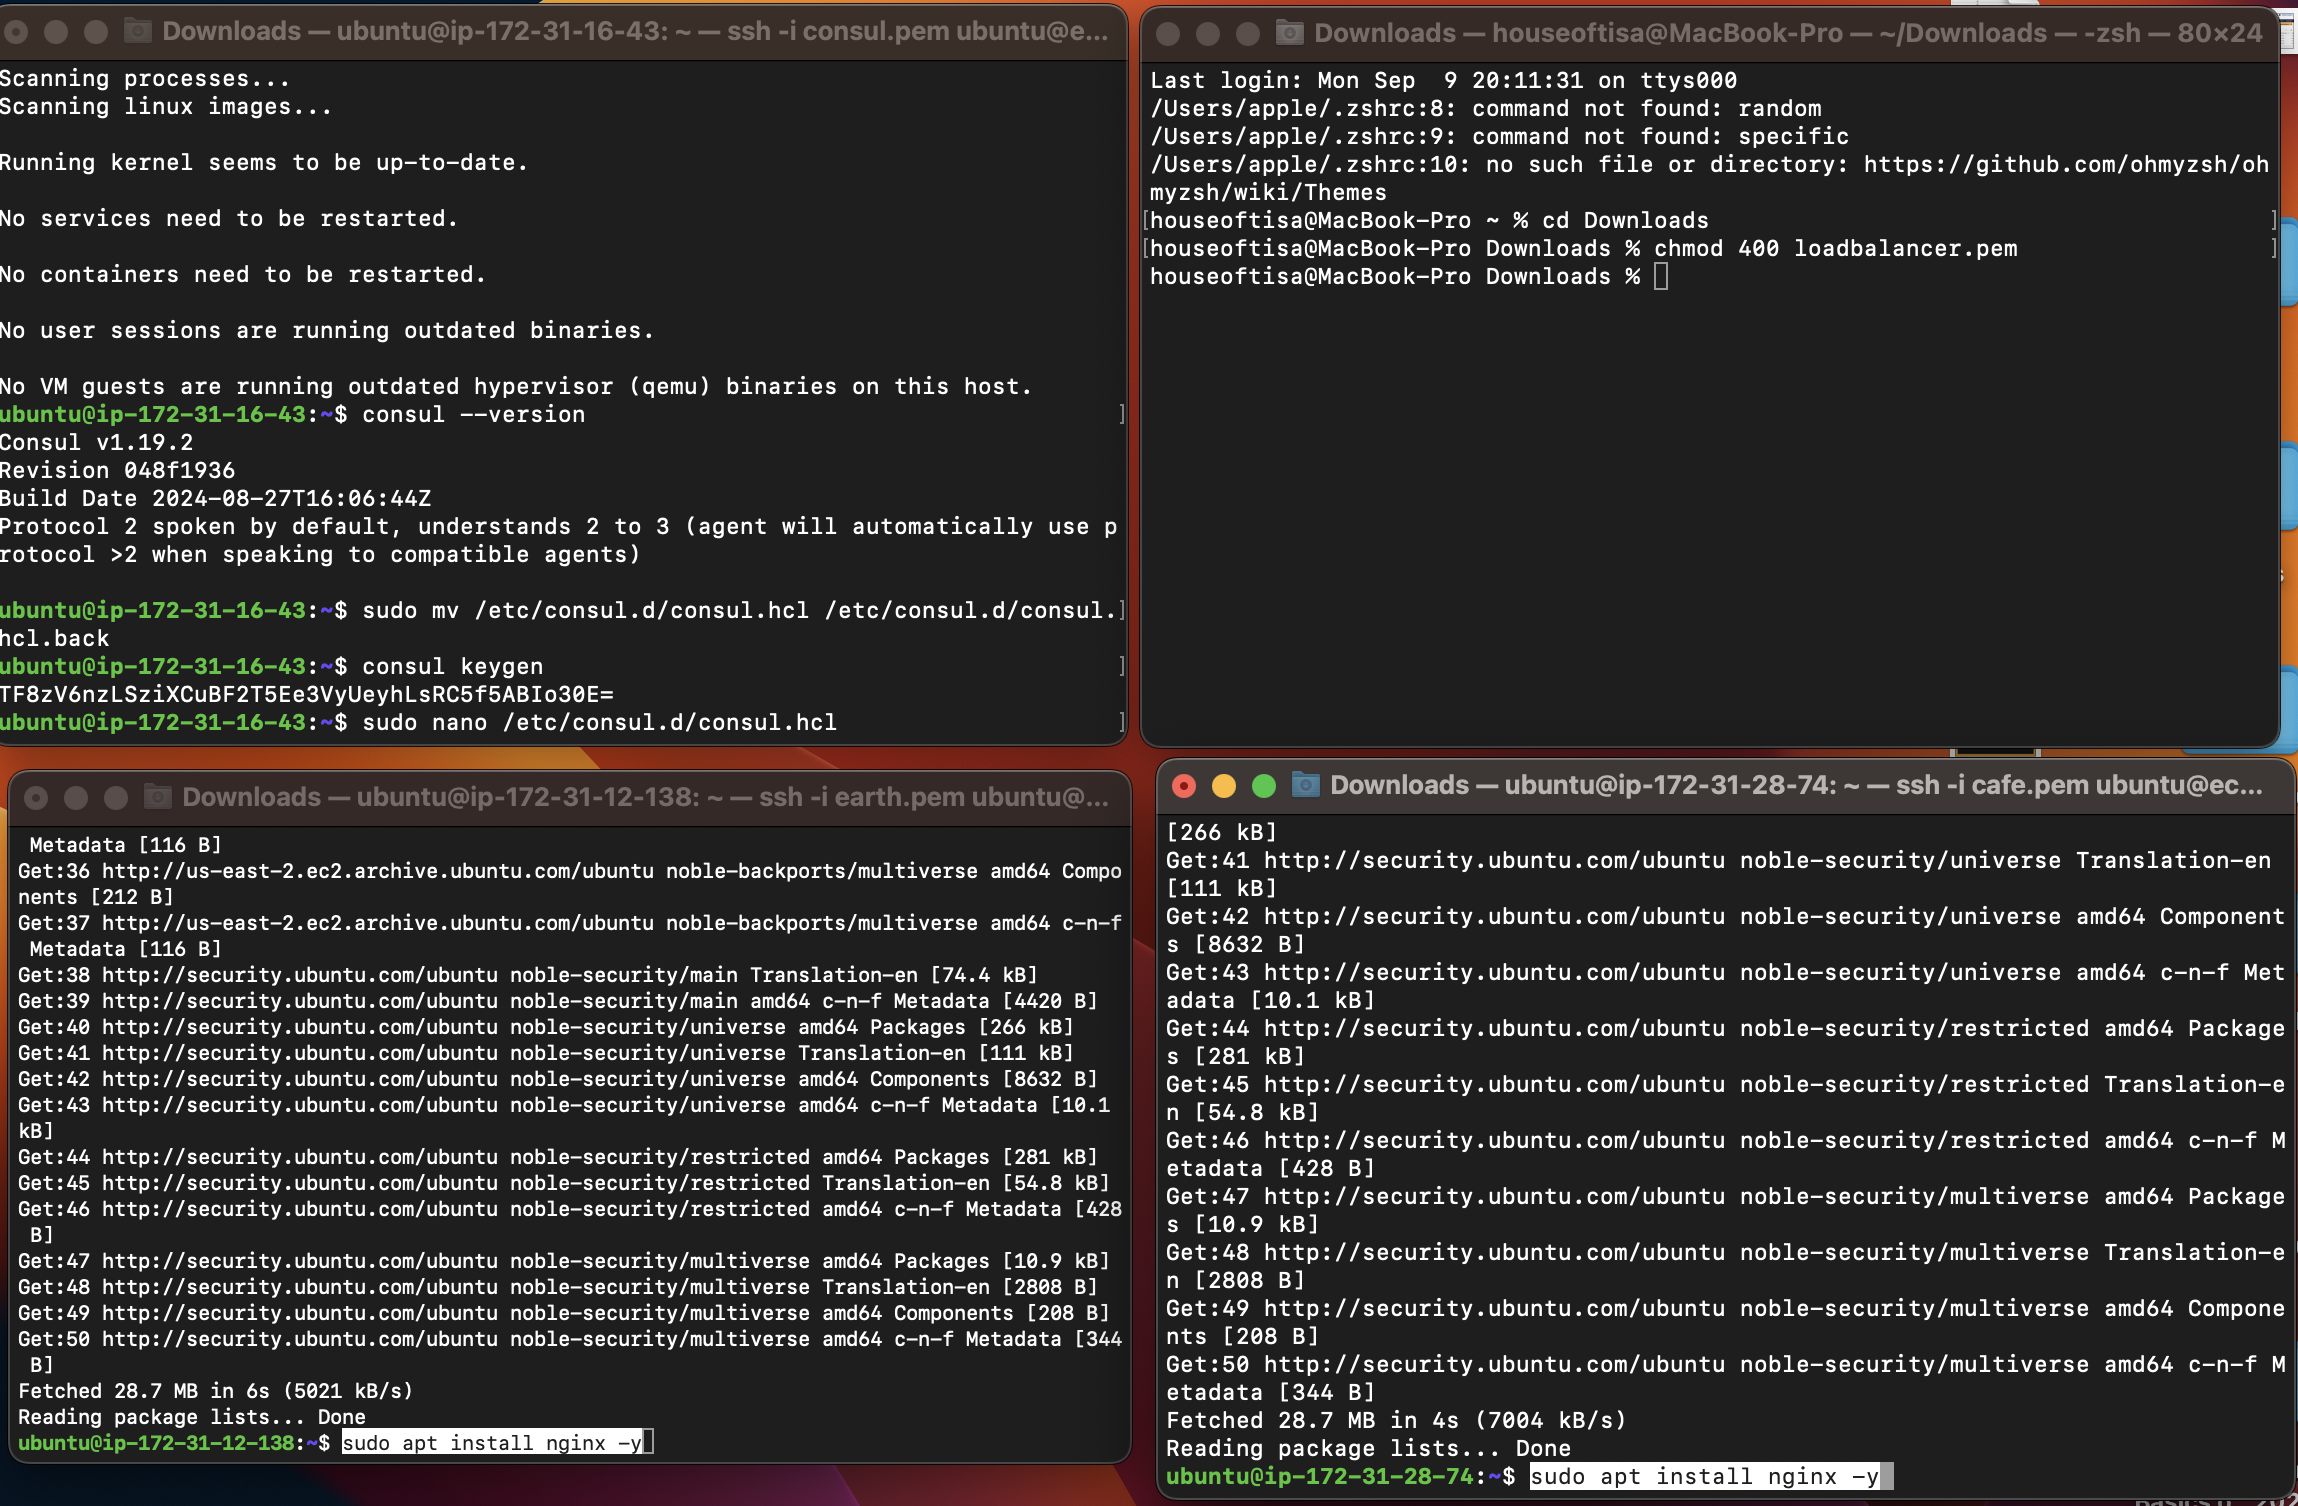 Downloads — ubuntu@ip-172-31-16-43: ~ — ssh -i consul.pem ubuntu@e...
Scanning processes...
Scanning linux images...
Running kernel seems to be up-to-date.
No services need to be restarted.
No containers need to be restarted.
No user sessions are running outdated binaries.
No VM guests are running outdated hypervisor (qemu) binaries on this host.
ubuntu@ip-172-31-16-43:~$ consul --version
Consul v1.19.2
Revision 048f1936
Build Date 2024-08-27T16:06:44Z
Protocol 2 spoken by default, understands 2 to 3 (agent will automatically use p
rotocol >2 when speaking to compatible agents)
ubuntu@ip-172-31-16-43:~$ sudo mv /etc/consul.d/consul.hcl /etc/consul.d/consul.
hcl.back
ubuntu@ip-172-31-16-43:~$ consul keygen
TF8zV6nzLSziXCuBF2T5Ee3VyUeyhLsRC5f5ABIo30E=
ubuntu@ip-172-31-16-43:~$ sudo nano /etc/consul.d/consul.hcl
Downloads — houseoftisa@MacBook-Pro — ~/Downloads — -zsh — 80×24
Last login: Mon Sep  9 20:11:31 on ttys000
/Users/apple/.zshrc:8: command not found: random
/Users/apple/.zshrc:9: command not found: specific
/Users/apple/.zshrc:10: no such file or directory: https://github.com/ohmyzsh/oh
myzsh/wiki/Themes
[houseoftisa@MacBook-Pro ~ % cd Downloads ]
[houseoftisa@MacBook-Pro Downloads % chmod 400 loadbalancer.pem ]
houseoftisa@MacBook-Pro Downloads %
Downloads — ubuntu@ip-172-31-12-138: ~ — ssh -i earth.pem ubuntu@...
Metadata [116 B]
Get:36 http://us-east-2.ec2.archive.ubuntu.com/ubuntu noble-backports/multiverse amd64 Compo
nents [212 B]
Get:37 http://us-east-2.ec2.archive.ubuntu.com/ubuntu noble-backports/multiverse amd64 c-n-f
Metadata [116 B]
Get:38 http://security.ubuntu.com/ubuntu noble-security/main Translation-en [74.4 kB]
Get:39 http://security.ubuntu.com/ubuntu noble-security/main amd64 c-n-f Metadata [4420 B]
Get:40 http://security.ubuntu.com/ubuntu noble-security/universe amd64 Packages [266 kB]
Get:41 http://security.ubuntu.com/ubuntu noble-security/universe Translation-en [111 kB]
Get:42 http://security.ubuntu.com/ubuntu noble-security/universe amd64 Components [8632 B]
Get:43 http://security.ubuntu.com/ubuntu noble-security/universe amd64 c-n-f Metadata [10.1
kB]
Get:44 http://security.ubuntu.com/ubuntu noble-security/restricted amd64 Packages [281 kB]
Get:45 http://security.ubuntu.com/ubuntu noble-security/restricted Translation-en [54.8 kB]
Get:46 http://security.ubuntu.com/ubuntu noble-security/restricted amd64 c-n-f Metadata [428
B]
Get:47 http://security.ubuntu.com/ubuntu noble-security/multiverse amd64 Packages [10.9 kB]
Get:48 http://security.ubuntu.com/ubuntu noble-security/multiverse Translation-en [2808 B]
Get:49 http://security.ubuntu.com/ubuntu noble-security/multiverse amd64 Components [208 B]
Get:50 http://security.ubuntu.com/ubuntu noble-security/multiverse amd64 c-n-f Metadata [344
B]
Fetched 28.7 MB in 6s (5021 kB/s)
Reading package lists... Done
ubuntu@ip-172-31-12-138:~$ sudo apt install nginx -y
Downloads — ubuntu@ip-172-31-28-74: ~ — ssh -i cafe.pem ubuntu@ec...
[266 kB]
Get:41 http://security.ubuntu.com/ubuntu noble-security/universe Translation-en
[111 kB]
Get:42 http://security.ubuntu.com/ubuntu noble-security/universe amd64 Component
s [8632 B]
Get:43 http://security.ubuntu.com/ubuntu noble-security/universe amd64 c-n-f Met
adata [10.1 kB]
Get:44 http://security.ubuntu.com/ubuntu noble-security/restricted amd64 Package
s [281 kB]
Get:45 http://security.ubuntu.com/ubuntu noble-security/restricted Translation-e
n [54.8 kB]
Get:46 http://security.ubuntu.com/ubuntu noble-security/restricted amd64 c-n-f M
etadata [428 B]
Get:47 http://security.ubuntu.com/ubuntu noble-security/multiverse amd64 Package
s [10.9 kB]
Get:48 http://security.ubuntu.com/ubuntu noble-security/multiverse Translation-e
n [2808 B]
Get:49 http://security.ubuntu.com/ubuntu noble-security/multiverse amd64 Compone
nts [208 B]
Get:50 http://security.ubuntu.com/ubuntu noble-security/multiverse amd64 c-n-f M
etadata [344 B]
Fetched 28.7 MB in 4s (7004 kB/s)
Reading package lists... Done
ubuntu@ip-172-31-28-74:~$ sudo apt install nginx -y